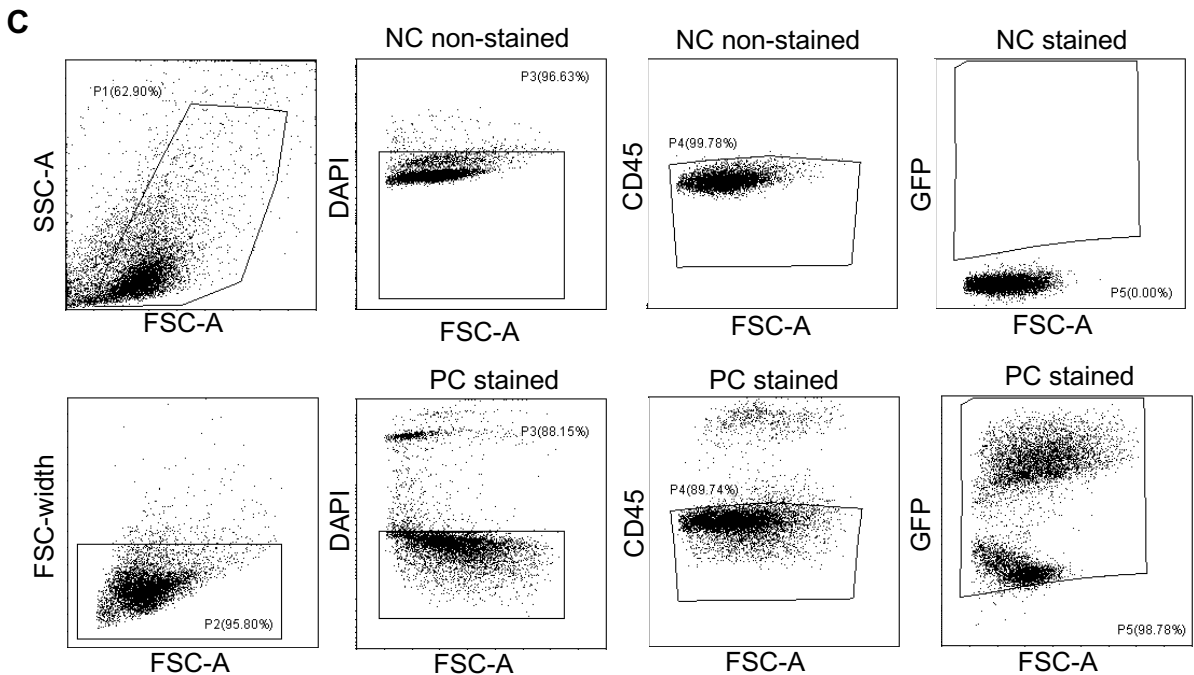 C
NC non-stained
NC non-stained
NC stained
P1(62.90%)
SSC-A
FSC-A
P3(96.63%)
DAPI
FSC-A
P4(99.78%)
CD45
FSC-A
GFP
P5(0.00%)
FSC-A
PC stained
PC stained
PC stained
FSC-width
P2(95.80%)
FSC-A
P3(88.15%)
DAPI
FSC-A
P4(89.74%)
CD45
FSC-A
GFP
P5(98.78%)
FSC-A